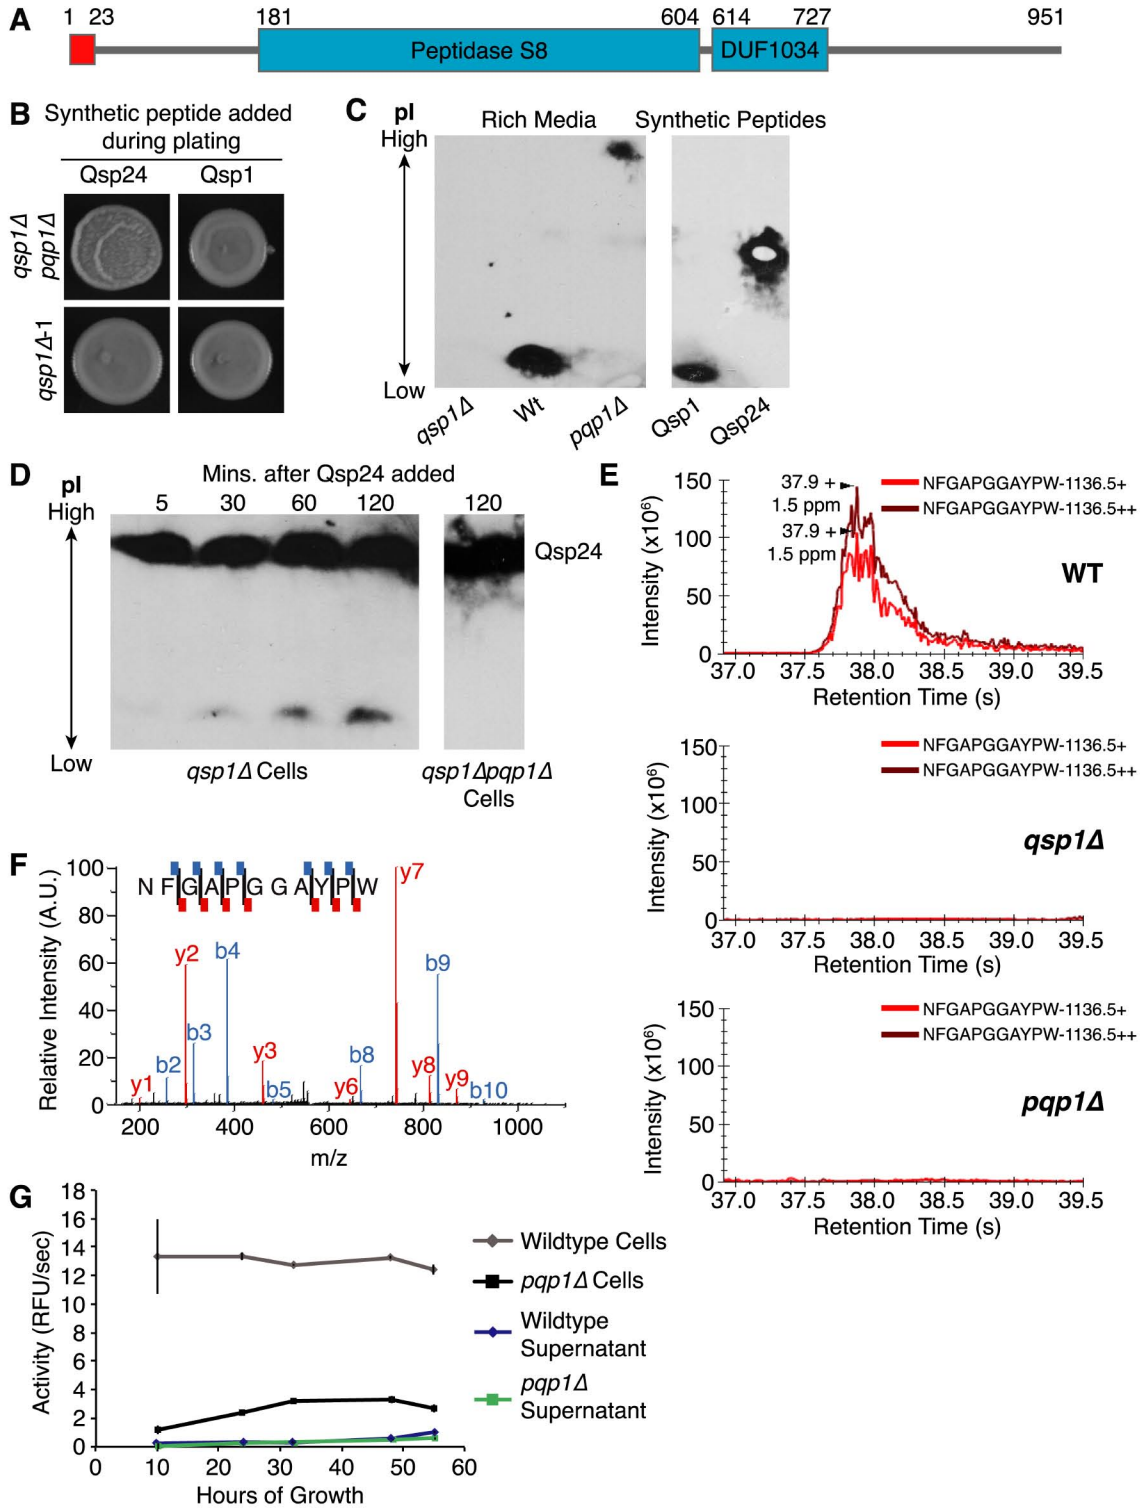 A
1 23 181 604 614 727 951
Peptidase S8 DUF1034
B
Synthetic peptide added
during plating
Qsp24 Qsp1
qsp1Δ
pqp1Δ
qsp1Δ-1
C
pI
High
Low
Rich Media Synthetic Peptides
qsp1Δ Wt pqp1Δ Qsp1 Qsp24
D
Mins. after Qsp24 added
pI
High
5 30 60 120 120
Qsp24
Low
qsp1Δ Cells
qsp1Δpqp1Δ
Cells
E
Intensity (x10⁶)
150
100
50
0
37.9 +
1.5 ppm
37.9 +
1.5 ppm
NFGAPGGAYPW-1136.5+
NFGAPGGAYPW-1136.5++
WT
37.0 37.5 38.0 38.5 39.0 39.5
Retention Time (s)
Intensity (x10⁶)
150
100
50
0
NFGAPGGAYPW-1136.5+
NFGAPGGAYPW-1136.5++
qsp1Δ
37.0 37.5 38.0 38.5 39.0 39.5
Retention Time (s)
Intensity (x10⁶)
150
100
50
0
NFGAPGGAYPW-1136.5+
NFGAPGGAYPW-1136.5++
pqp1Δ
37.0 37.5 38.0 38.5 39.0 39.5
Retention Time (s)
F
Relative Intensity (A.U.)
100
80
60
40
20
0
N F G A P G G A Y P W
y1 b2 y2 b3 b4 y3 b5 y6 b8 y7 y8 b9 y9 b10
200 400 600 800 1000
m/z
G
Activity (RFU/sec)
18
16
14
12
10
8
6
4
2
0
0 10 20 30 40 50 60
Hours of Growth
Wildtype Cells
pqp1Δ Cells
Wildtype
Supernatant
pqp1Δ
Supernatant